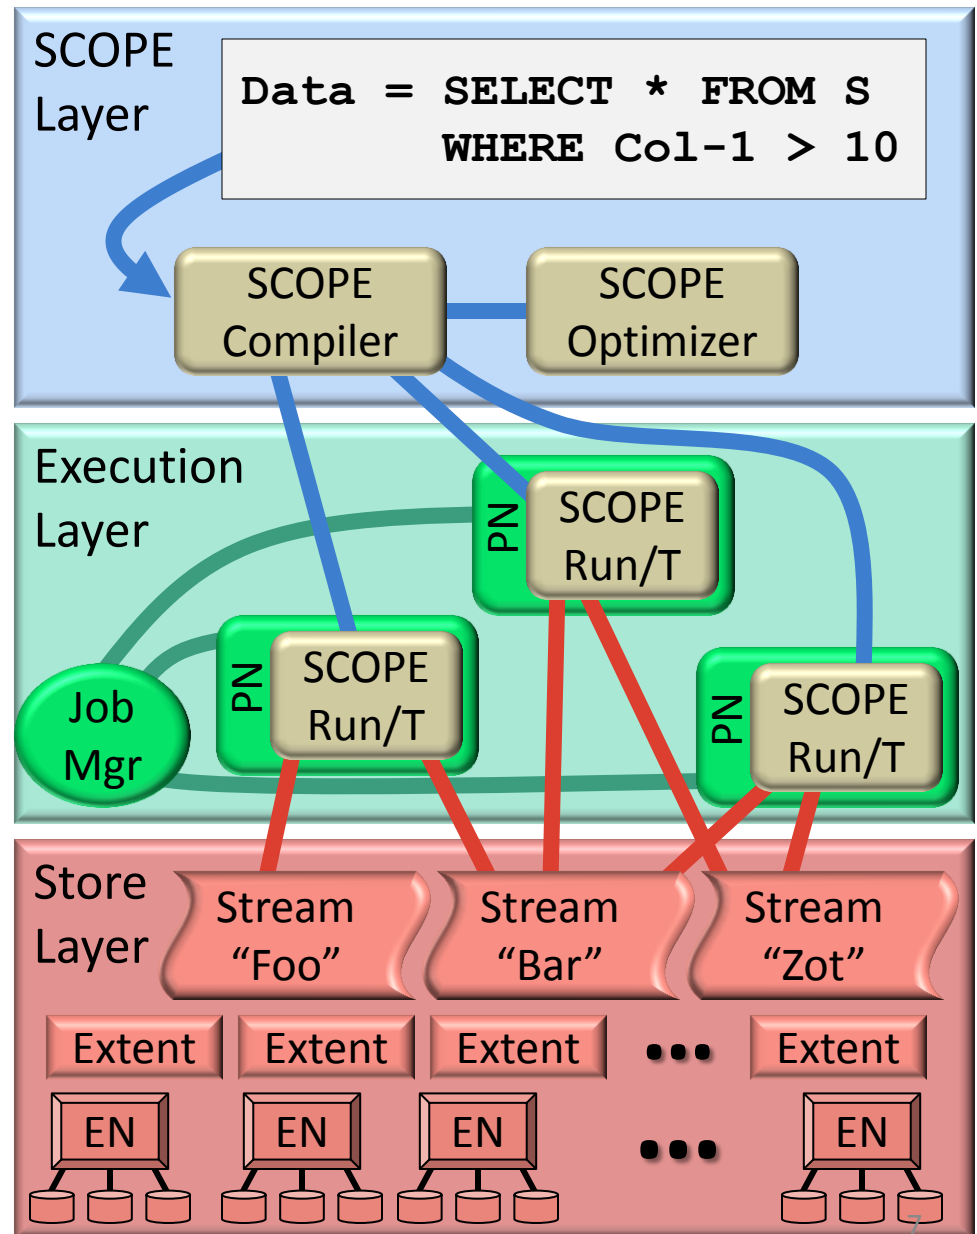 SCOPE
Layer
Data = SELECT * FROM S
WHERE Col-1 > 10
SCOPE
Compiler
SCOPE
Optimizer
Execution
Layer
PN
SCOPE
Run/T
PN
SCOPE
Run/T
PN
SCOPE
Run/T
Job
Mgr
Store
Layer
Stream
“Foo”
Stream
“Bar”
Stream
“Zot”
Extent
Extent
Extent
...
Extent
EN
EN
EN
...
EN
7